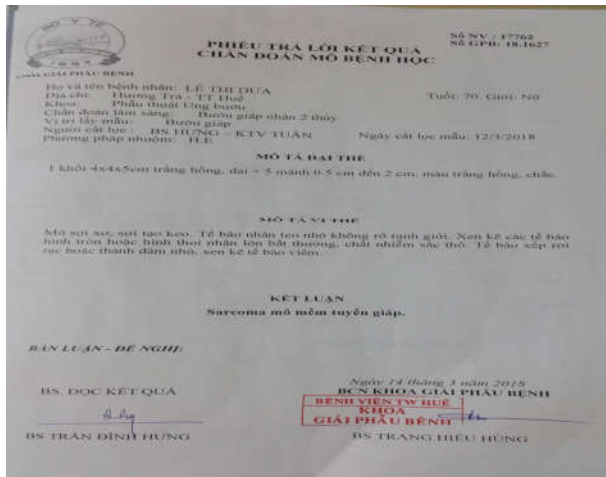 BỘ Y TẾ
PHIẾU TRẢ LỜI KẾT QUẢ
CHẨN ĐOÁN MÔ BỆNH HỌC
Số NV : 17762
Số GPB: 18.1627
KHOA GIẢI PHẪU BỆNH
Họ và tên bệnh nhân: LÊ THỊ DƯA
Địa chỉ: Hương Trà - TT Huế
Tuổi: 70. Giới: Nữ
Khoa: Phẫu thuật Ung bướu
Chẩn đoán lâm sàng: Bướu giáp nhân 2 thùy
Vị trí lấy mẫu: Bướu giáp
Người cắt lọc: BS HƯNG - KTV TUẤN
Ngày cắt lọc mẫu: 12/3/2018.
Phương pháp nhuộm: H.E
MÔ TẢ ĐẠI THỂ
1 khối 4x4x5cm trắng hồng, dai + 5 mảnh 0.5 cm đến 2 cm, màu trắng hồng, chắc.
MÔ TẢ VI THỂ
Mô sợi xơ, sợi tạo keo. Tế bào nhân teo nhỏ không rõ ranh giới. Xen kẽ các tế bào
hình tròn hoặc hình thoi nhân lớn bất thường, chất nhiễm sắc thô. Tế bào xếp rời
rạc hoặc thành đám nhỏ, xen kẽ tế bào viêm.
KẾT LUẬN
Sarcoma mô mềm tuyến giáp.
BÀN LUẬN - ĐỀ NGHỊ:
Ngày 14 tháng 3 năm 2018
BS. ĐỌC KẾT QUẢ
BCN KHOA GIẢI PHẪU BỆNH
BỆNH VIỆN TW HUẾ
KHOA
GIẢI PHẪU BỆNH
BS TRẦN ĐÌNH HƯNG
BS TRANG HIẾU HÙNG